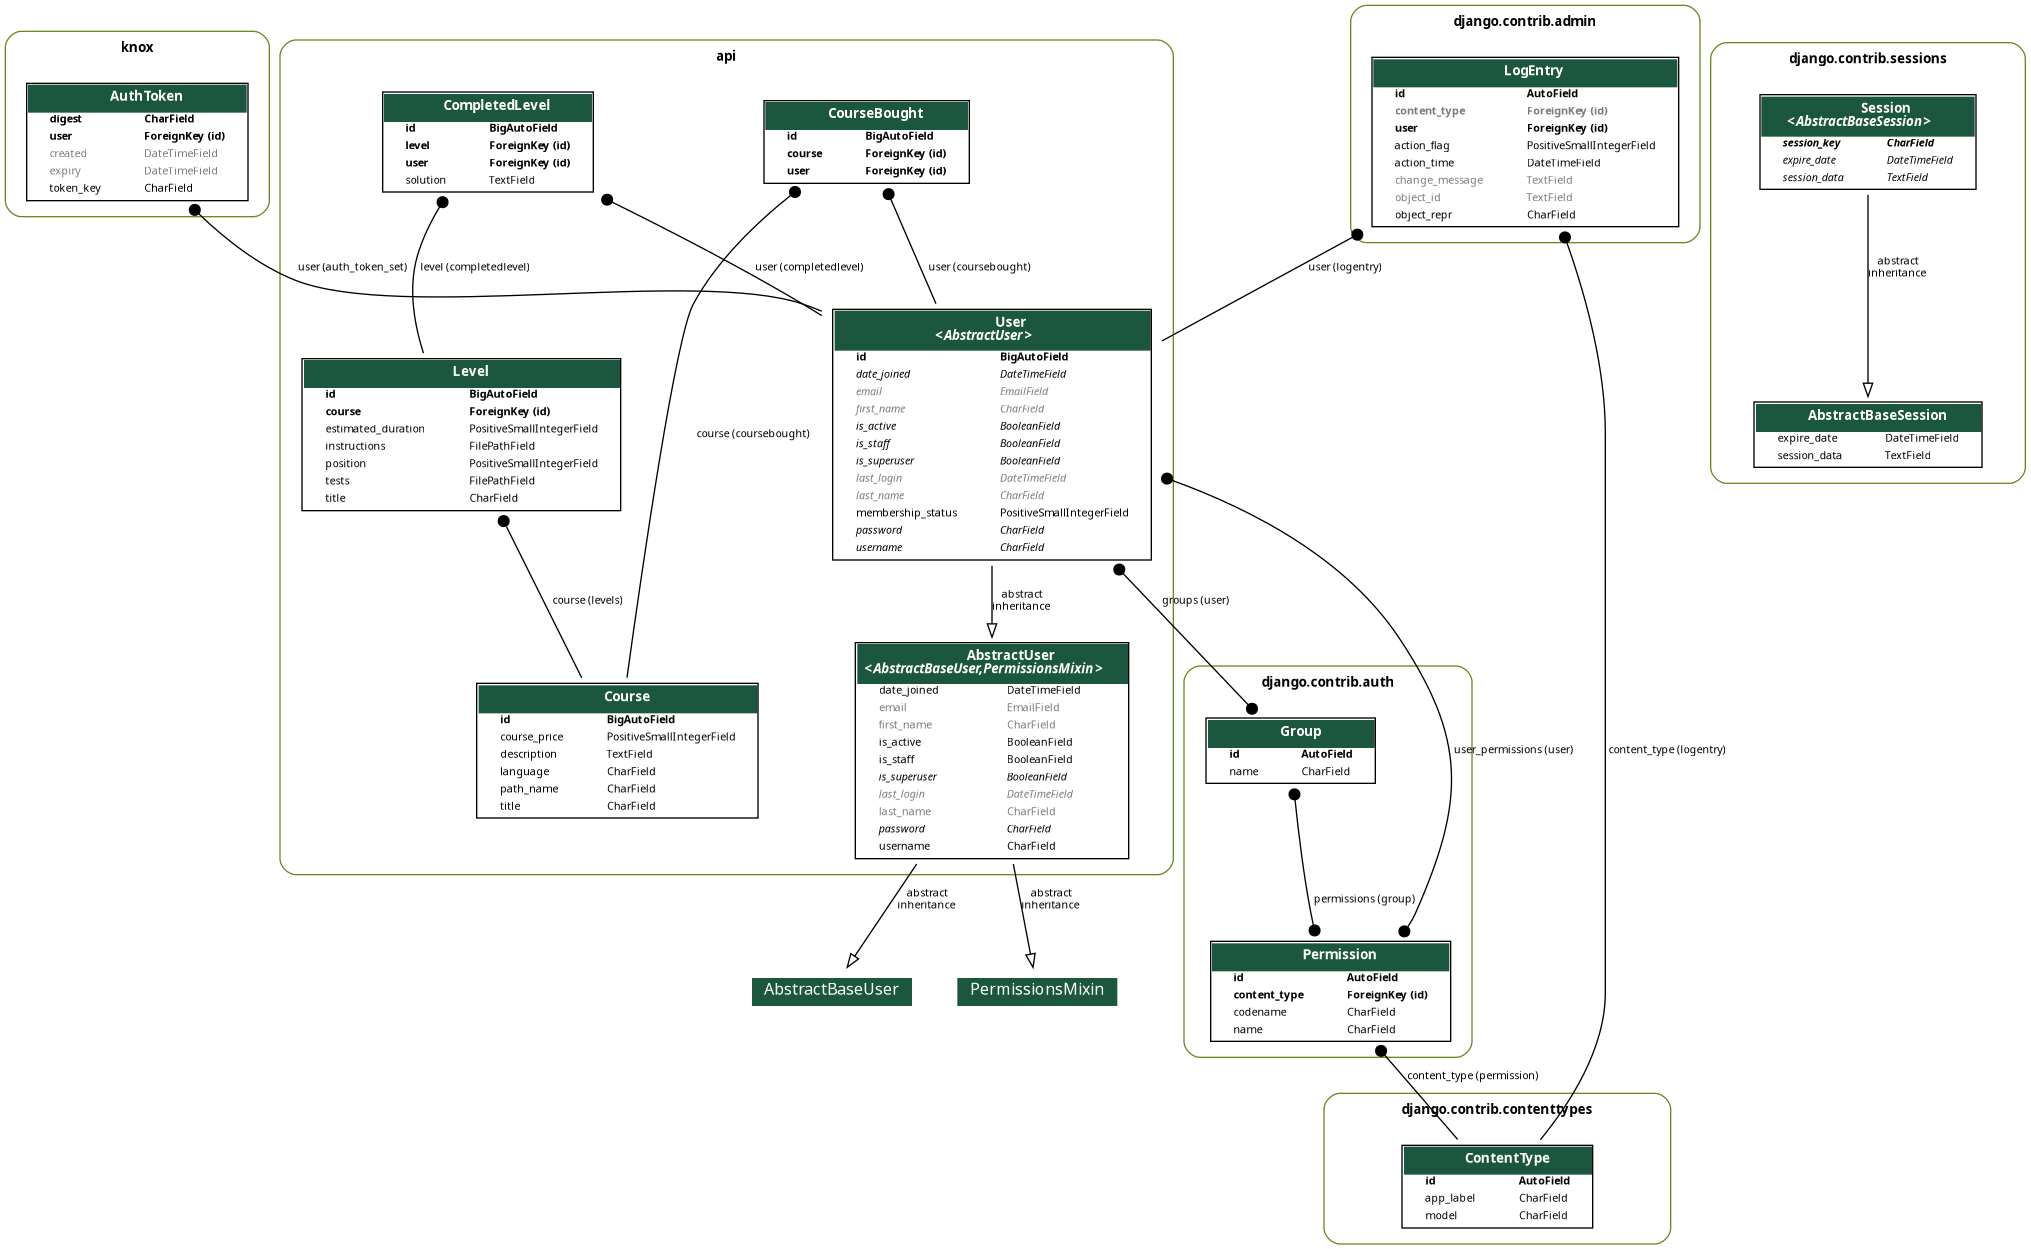 knox
AuthToken
digest CharField
user ForeignKey (id)
created DateTimeField
expiry DateTimeField
token_key CharField
api
CompletedLevel
id BigAutoField
level ForeignKey (id)
user ForeignKey (id)
solution TextField
CourseBought
id BigAutoField
course ForeignKey (id)
user ForeignKey (id)
django.contrib.admin
LogEntry
id AutoField
content_type ForeignKey (id)
user ForeignKey (id)
action_flag PositiveSmallIntegerField
action_time DateTimeField
change_message TextField
object_id TextField
object_repr CharField
django.contrib.sessions
Session
<AbstractBaseSession>
session_key CharField
expire_date DateTimeField
session_data TextField
user (auth_token_set)
level (completedlevel)
user (completedlevel)
user (coursebought)
user (logentry)
abstract
inheritance
User
<AbstractUser>
id BigAutoField
date_joined DateTimeField
email EmailField
first_name CharField
is_active BooleanField
is_staff BooleanField
is_superuser BooleanField
last_login DateTimeField
last_name CharField
membership_status PositiveSmallIntegerField
password CharField
username CharField
Level
id BigAutoField
course ForeignKey (id)
estimated_duration PositiveSmallIntegerField
instructions FilePathField
position PositiveSmallIntegerField
tests FilePathField
title CharField
course (coursebought)
AbstractBaseSession
expire_date DateTimeField
session_data TextField
course (levels)
abstract
inheritance
groups (user)
Course
id BigAutoField
course_price PositiveSmallIntegerField
description TextField
language CharField
path_name CharField
title CharField
AbstractUser
<AbstractBaseUser,PermissionsMixin>
date_joined DateTimeField
email EmailField
first_name CharField
is_active BooleanField
is_staff BooleanField
is_superuser BooleanField
last_login DateTimeField
last_name CharField
password CharField
username CharField
django.contrib.auth
Group
id AutoField
name CharField
user_permissions (user)
content_type (logentry)
abstract
inheritance
abstract
inheritance
permissions (group)
AbstractBaseUser
PermissionsMixin
Permission
id AutoField
content_type ForeignKey (id)
codename CharField
name CharField
content_type (permission)
django.contrib.contenttypes
ContentType
id AutoField
app_label CharField
model CharField